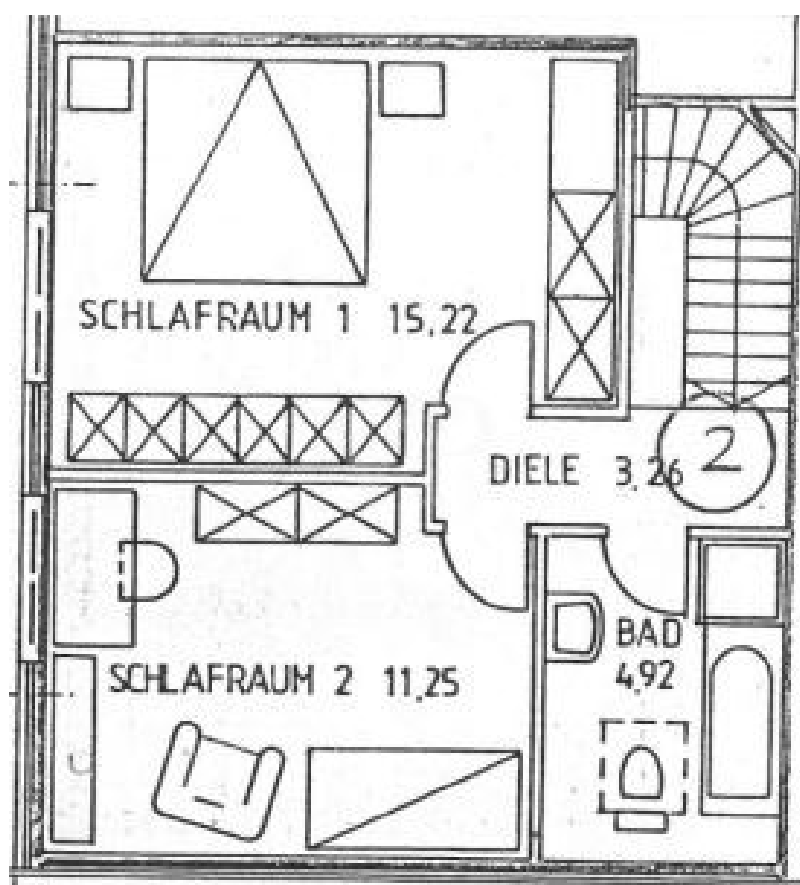 SCHLAFRAUM 1 15,22
DIELE 3,26
2
BAD
4,92
SCHLAFRAUM 2 11,25